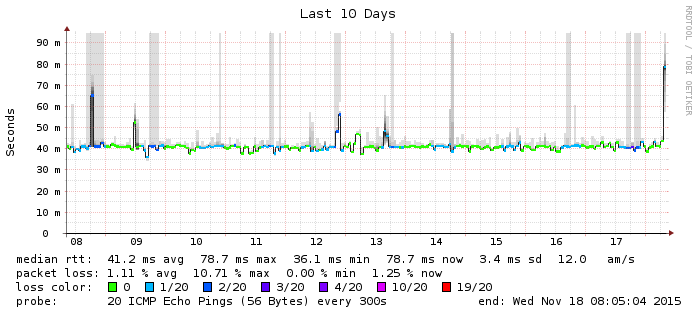 Last 10 Days
RRDTOOL / TOBI OETIKER
Seconds
90 m
80 m
70 m
60 m
50 m
40 m
30 m
20 m
10 m
0
08 09 10 11 12 13 14 15 16 17
median rtt: 41.2 ms avg 78.7 ms max 36.1 ms min 78.7 ms now 3.4 ms sd 12.0 am/s
packet loss: 1.11 % avg 10.71 % max 0.00 % min 1.25 % now
loss color: 0 1/20 2/20 3/20 4/20 10/20 19/20
probe: 20 ICMP Echo Pings (56 Bytes) every 300s end: Wed Nov 18 08:05:04 2015